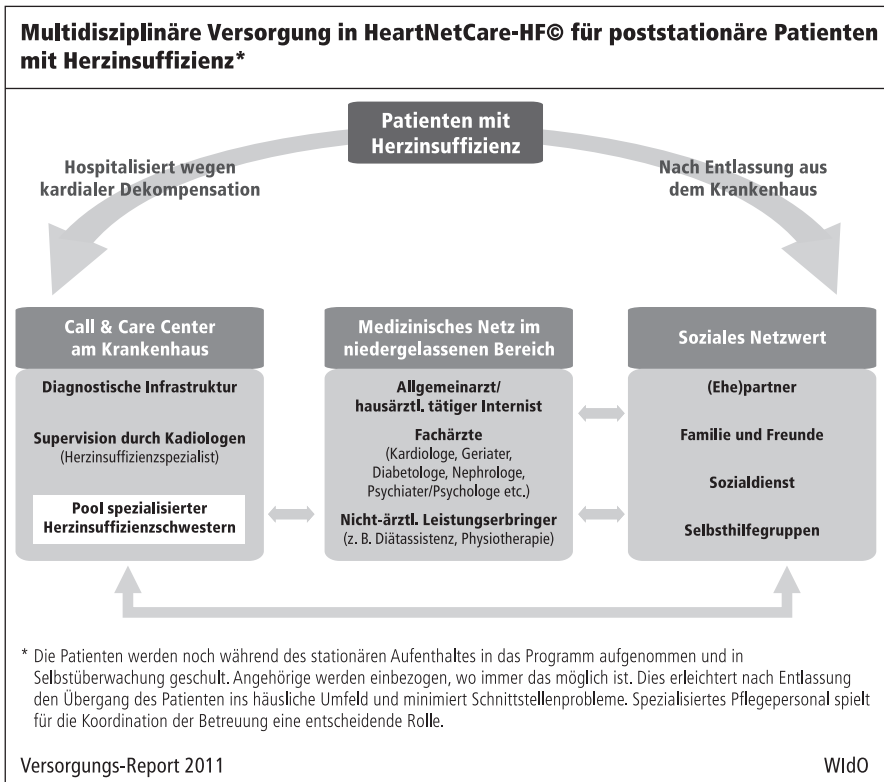 Multidisziplinäre Versorgung in HeartNetCare-HF© für poststationäre Patienten
mit Herzinsuffizienz*
Patienten mit
Herzinsuffizienz
Hospitalisiert wegen
kardialer Dekompensation
Nach Entlassung aus
dem Krankenhaus
Call & Care Center
am Krankenhaus
Diagnostische Infrastruktur
Supervision durch Kadiologen
(Herzinsuffizienzspezialist)
Pool spezialisierter
Herzinsuffizienzschwestern
Medizinisches Netz im
niedergelassenen Bereich
Allgemeinarzt/
hausärztl. tätiger Internist
Fachärzte
(Kardiologe, Geriater,
Diabetologe, Nephrologe,
Psychiater/Psychologe etc.)
Nicht-ärztl. Leistungserbringer
(z. B. Diätassistenz, Physiotherapie)
Soziales Netzwert
(Ehe)partner
Familie und Freunde
Sozialdienst
Selbsthilfegruppen
* Die Patienten werden noch während des stationären Aufenthaltes in das Programm aufgenommen und in
Selbstüberwachung geschult. Angehörige werden einbezogen, wo immer das möglich ist. Dies erleichtert nach Entlassung
den Übergang des Patienten ins häusliche Umfeld und minimiert Schnittstellenprobleme. Spezialisiertes Pflegepersonal spielt
für die Koordination der Betreuung eine entscheidende Rolle.
Versorgungs-Report 2011
WIdO